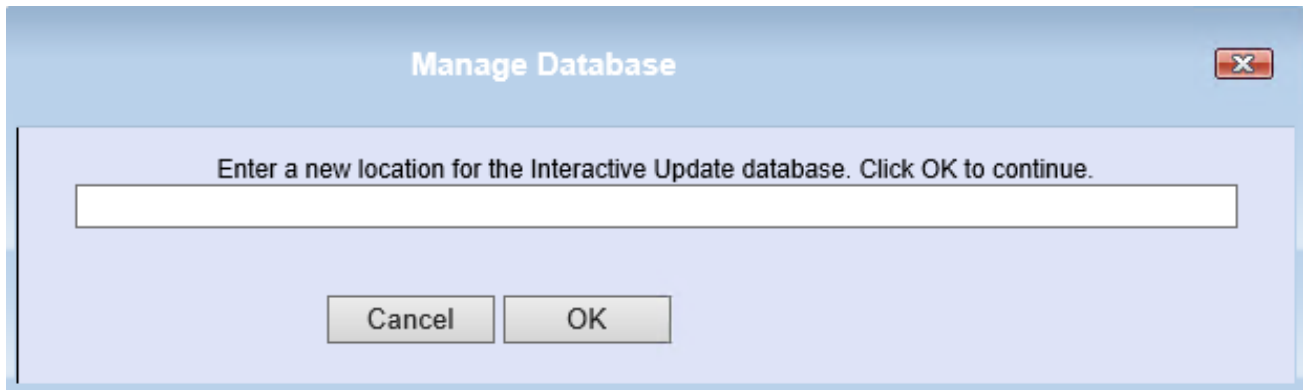 Manage Database
Enter a new location for the Interactive Update database. Click OK to continue.
Cancel OK